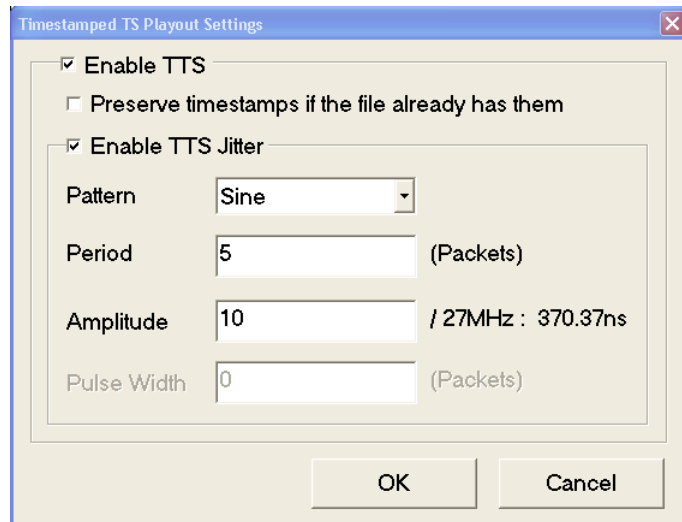 Timestamped TS Playout Settings
Enable TTS
Preserve timestamps if the file already has them
Enable TTS Jitter
Pattern Sine
Period 5 (Packets)
Amplitude 10 / 27MHz : 370.37ns
Pulse Width 0 (Packets)
OK Cancel